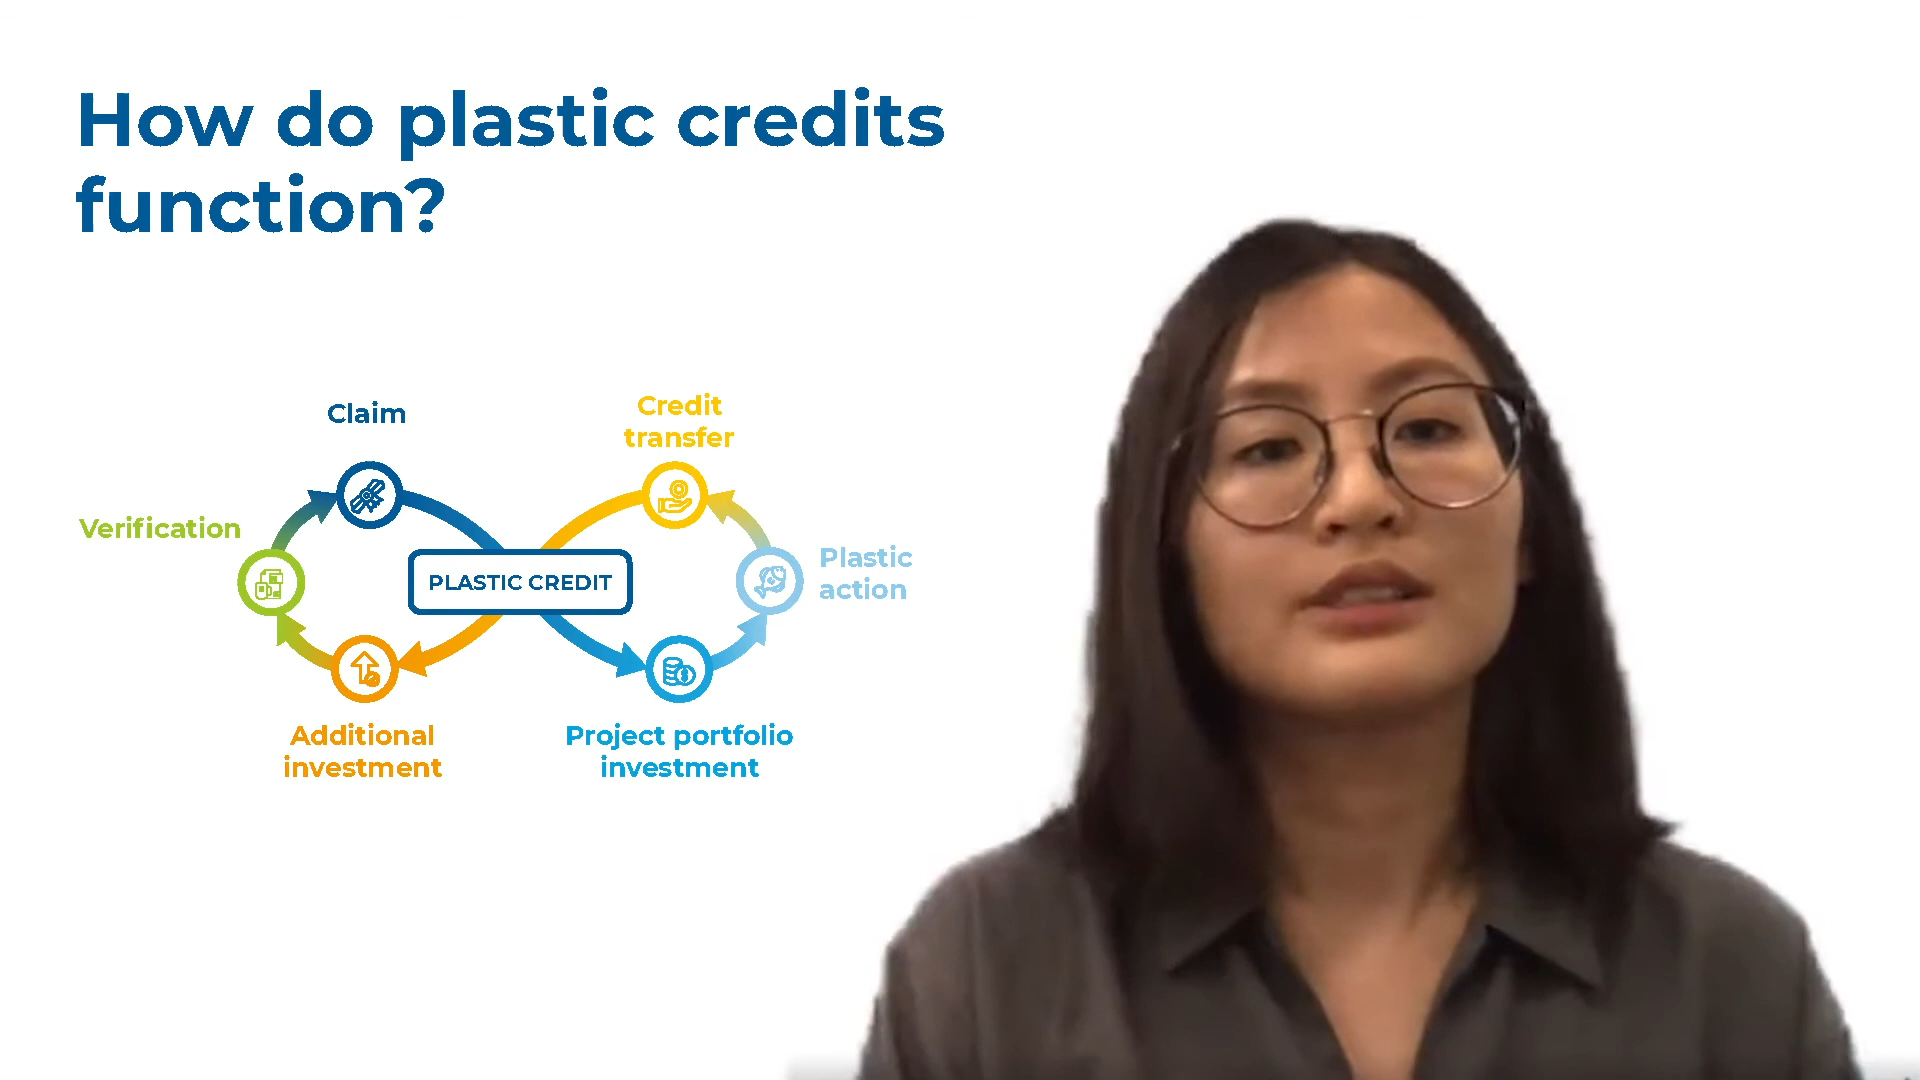 How do plastic credits
function?
Claim
Credit
transfer
Verification
PLASTIC CREDIT
Plastic
action
Additional
investment
Project portfolio
investment